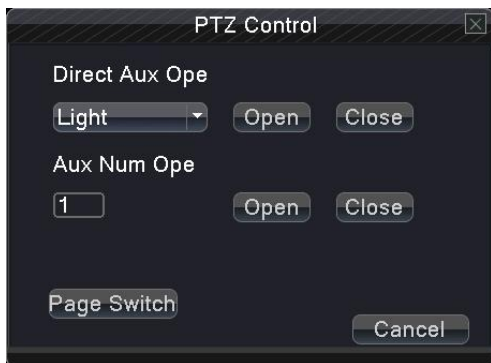 PTZ Control
Direct Aux Ope
Light Open Close
Aux Num Ope
1 Open Close
Page Switch
Cancel